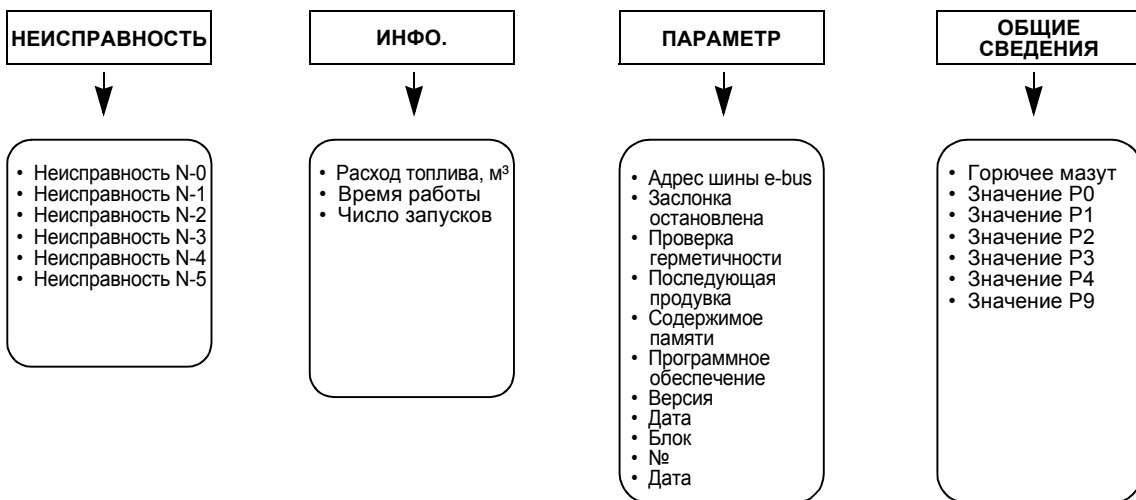 НЕИСПРАВНОСТЬ
• Неисправность N-0
• Неисправность N-1
• Неисправность N-2
• Неисправность N-3
• Неисправность N-4
• Неисправность N-5
ИНФО.
• Расход топлива, м³
• Время работы
• Число запусков
ПАРАМЕТР
• Адрес шины e-bus
• Заслонка
остановлена
• Проверка
герметичности
• Последующая
продувка
• Содержимое
памяти
• Программное
обеспечение
• Версия
• Дата
• Блок
• №
• Дата
ОБЩИЕ
СВЕДЕНИЯ
• Горючее мазут
• Значение P0
• Значение P1
• Значение P2
• Значение P3
• Значение P4
• Значение P9